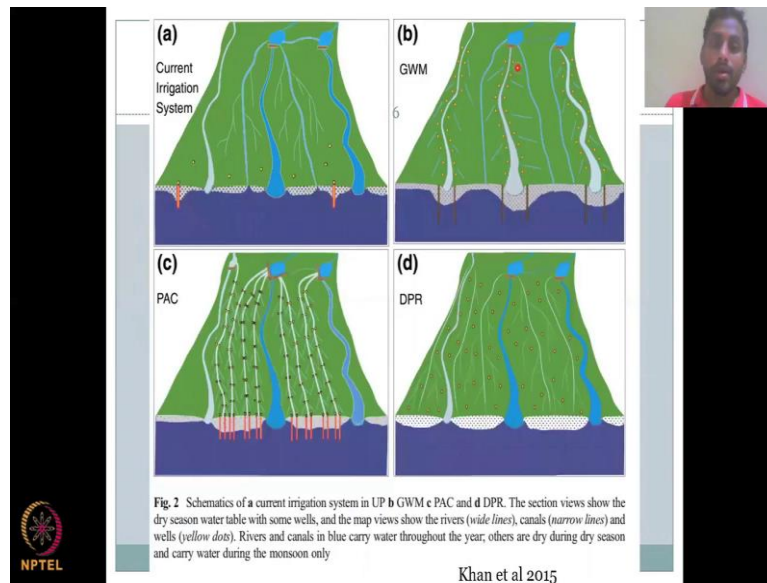 (a)
Current
Irrigation
System
(b)
GWM
6
(c)
PAC
(d)
DPR
Fig. 2 Schematics of a current irrigation system in UP b GWM c PAC and d DPR. The section views show the
dry season water table with some wells, and the map views show the rivers (wide lines), canals (narrow lines) and
wells (yellow dots). Rivers and canals in blue carry water throughout the year; others are dry during dry season
and carry water during the monsoon only
Khan et al 2015
NPTEL